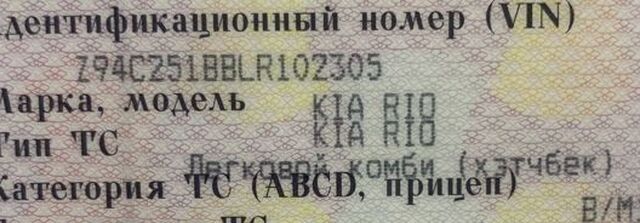 дентификационный номер (VIN)
Z94C251BBLR102305
Марка, модель KIA RIO
KIA RIO
Тип ТС
Легковой комби (хэтчбек)
Категория ТС (ABCD, прицеп)
B/M